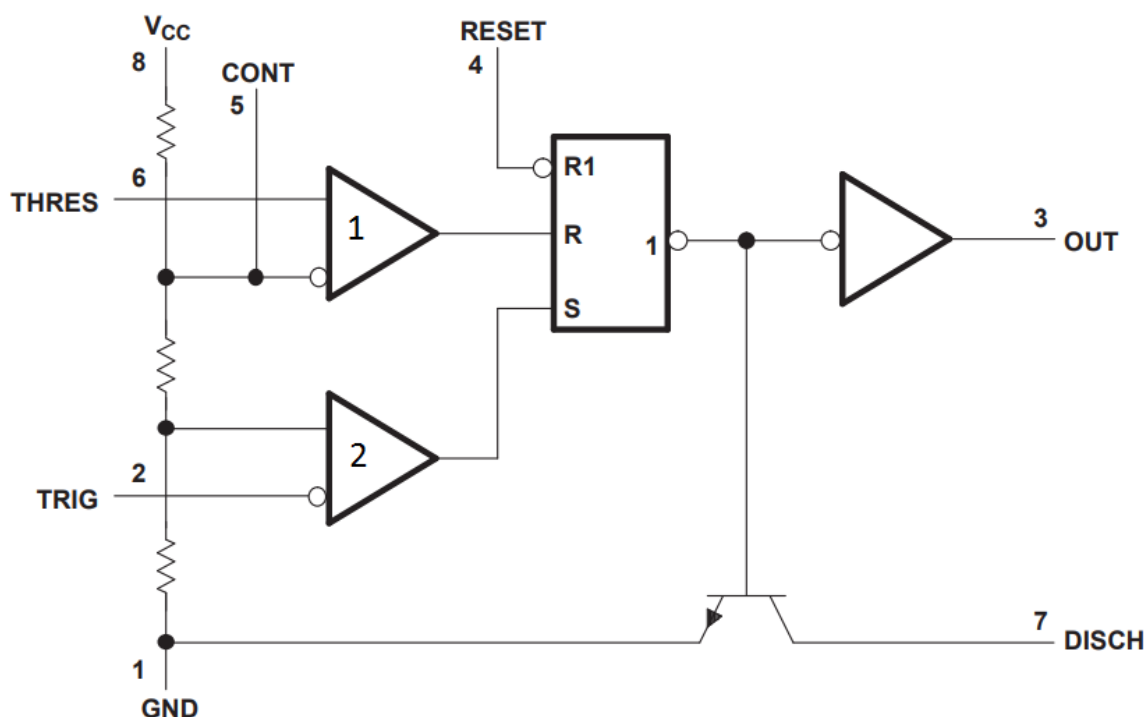 VCC
8
RESET
4
CONT
5
6
THRES
1
R1
R
1
S
3
OUT
2
2
TRIG
7
DISCH
1
GND